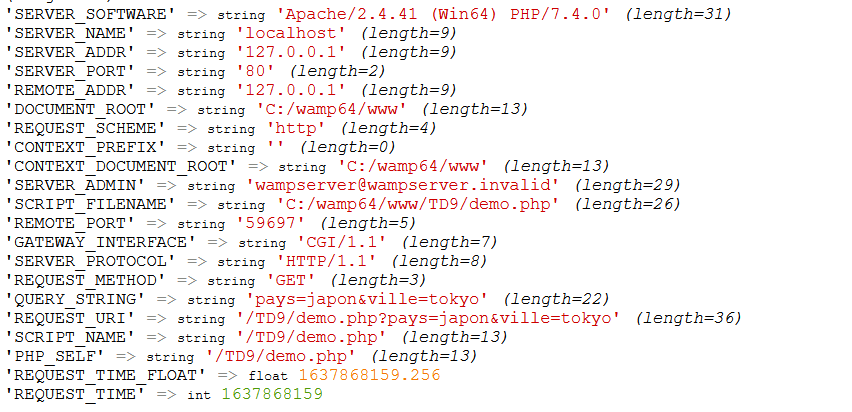 'SERVER_SOFTWARE' => string 'Apache/2.4.41 (Win64) PHP/7.4.0' (length=31)
'SERVER_NAME' => string 'localhost' (length=9)
'SERVER_ADDR' => string '127.0.0.1' (length=9)
'SERVER_PORT' => string '80' (length=2)
'REMOTE_ADDR' => string '127.0.0.1' (length=9)
'DOCUMENT_ROOT' => string 'C:/wamp64/www' (length=13)
'REQUEST_SCHEME' => string 'http' (length=4)
'CONTEXT_PREFIX' => string '' (length=0)
'CONTEXT_DOCUMENT_ROOT' => string 'C:/wamp64/www' (length=13)
'SERVER_ADMIN' => string 'wampserver@wampserver.invalid' (length=29)
'SCRIPT_FILENAME' => string 'C:/wamp64/www/TD9/demo.php' (length=26)
'REMOTE_PORT' => string '59697' (length=5)
'GATEWAY_INTERFACE' => string 'CGI/1.1' (length=7)
'SERVER_PROTOCOL' => string 'HTTP/1.1' (length=8)
'REQUEST_METHOD' => string 'GET' (length=3)
'QUERY_STRING' => string 'pays=japon&ville=tokyo' (length=22)
'REQUEST_URI' => string '/TD9/demo.php?pays=japon&ville=tokyo' (length=36)
'SCRIPT_NAME' => string '/TD9/demo.php' (length=13)
'PHP_SELF' => string '/TD9/demo.php' (length=13)
'REQUEST_TIME_FLOAT' => float 1637868159.256
'REQUEST_TIME' => int 1637868159